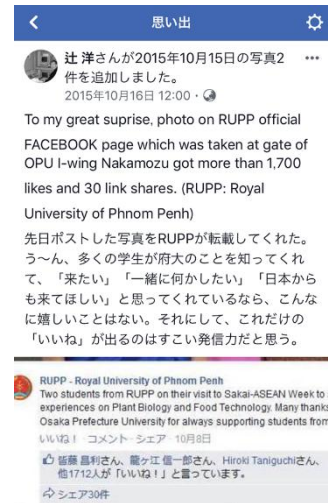 思い出
辻 洋さんが2015年10月15日の写真2
件を追加しました。
2015年10月16日 12:00
To my great suprise, photo on RUPP official
FACEBOOK page which was taken at gate of
OPU I-wing Nakamozu got more than 1,700
likes and 30 link shares. (RUPP: Royal
University of Phnom Penh)
先日ポストした写真をRUPPが転載してくれた。
う〜ん、多くの学生が府大のことを知ってくれ
て、「来たい」「一緒に何かしたい」「日本から
も来てほしい」と思ってくれているなら、こんな
に嬉しいことはない。それにして、これだけの
「いいね」が出るのはすごい発信力だと思う。
RUPP - Royal University of Phnom Penh
Two students from RUPP on their visit to Sakai-ASEAN Week to s
experiences on Plant Biology and Food Technology. Many thanks
Osaka Prefecture University for always supporting students from
いいね！ · コメント · シェア · 10月8日
皆藤 昌利さん、龍ヶ江 信一郎さん、Hiroki Taniguchiさん、
他1712人が「いいね！」と言っています。
シェア30件